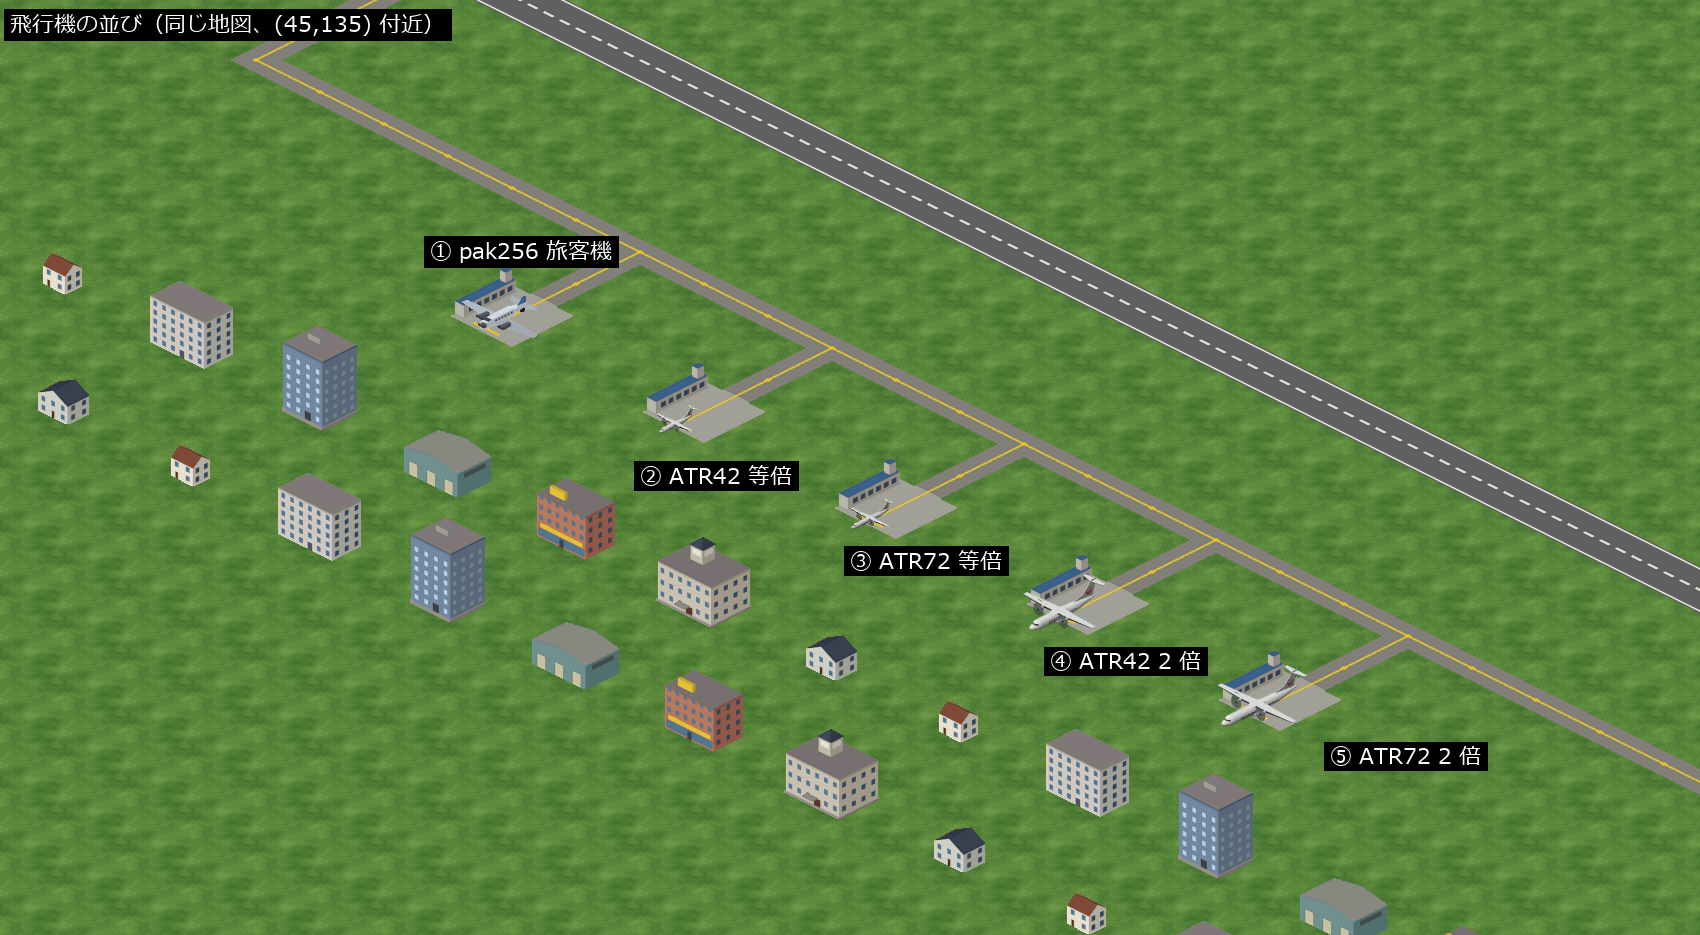 飛行機の並び（同じ地図、(45,135) 付近）
① pak256 旅客機
② ATR42 等倍
③ ATR72 等倍
④ ATR42 2 倍
⑤ ATR72 2 倍